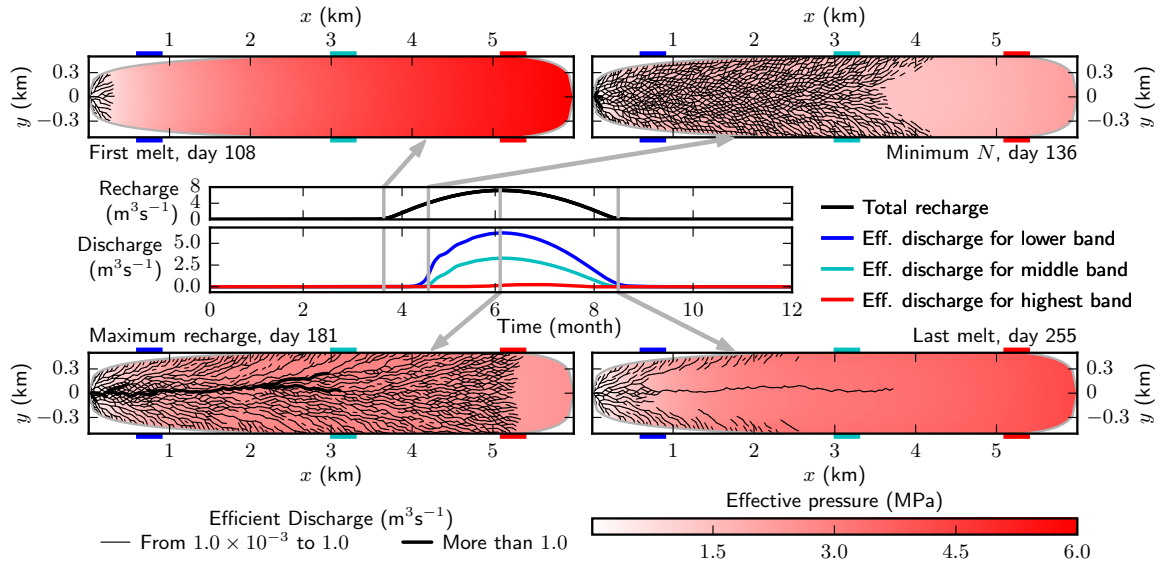 x (km)
x (km)
1 2 3 4 5
1 2 3 4 5
y (km)
0.3
0
−0.3
0.3
0
−0.3
y (km)
First melt, day 108
Minimum N, day 136
Recharge
(m³s⁻¹)
8
4
0
Discharge
(m³s⁻¹)
5.0
2.5
0.0
0 2 4 6 8 10 12
Time (month)
Total recharge
Eff. discharge for lower band
Eff. discharge for middle band
Eff. discharge for highest band
Maximum recharge, day 181
Last melt, day 255
y (km)
0.3
0
−0.3
0.3
0
−0.3
y (km)
1 2 3 4 5
1 2 3 4 5
x (km)
x (km)
Efficient Discharge (m³s⁻¹)
From 1.0 × 10⁻³ to 1.0
More than 1.0
Effective pressure (MPa)
1.5 3.0 4.5 6.0